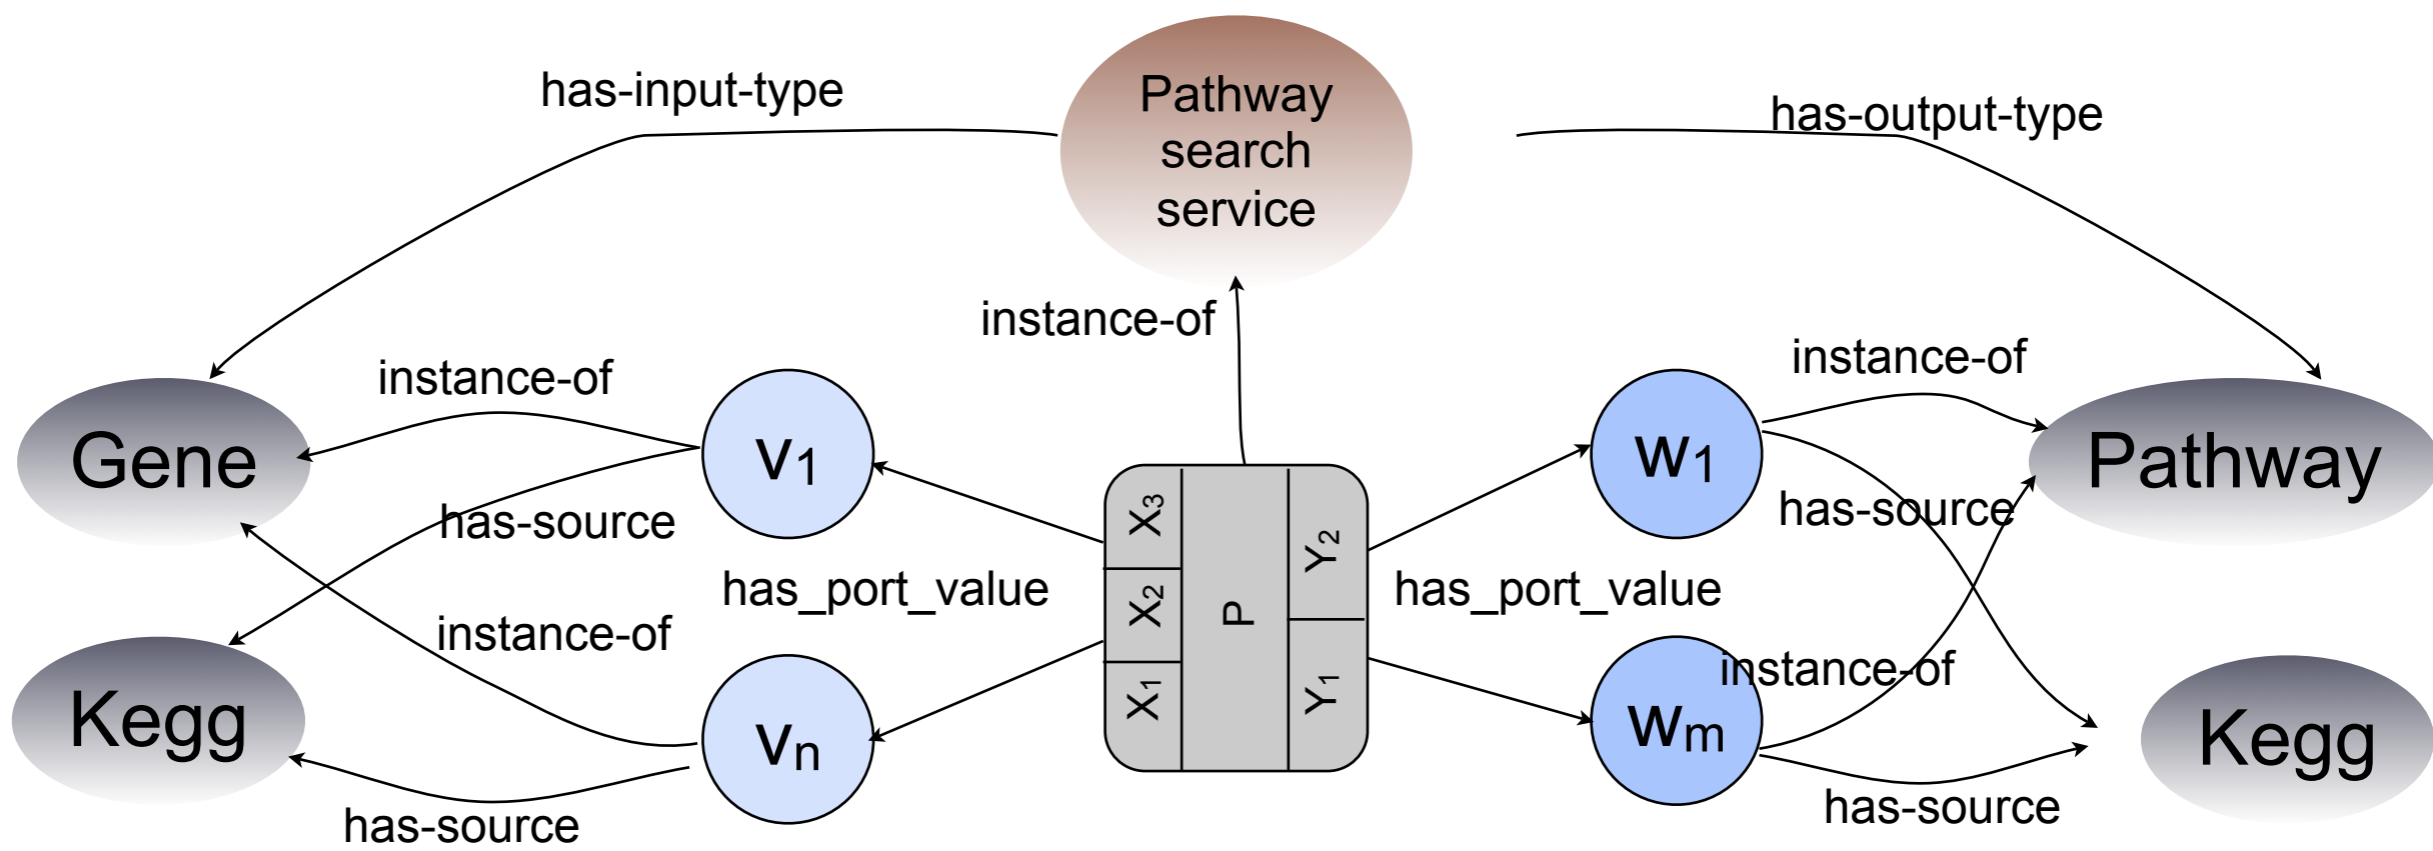 has-input-type
Pathway
search
service
has-output-type
instance-of
instance-of
instance-of
Gene
v1
w1
Pathway
has-source
has-source
X3
X2
X1
P
Y2
Y1
has_port_value
has_port_value
instance-of
instance-of
Kegg
vn
wm
Kegg
has-source
has-source